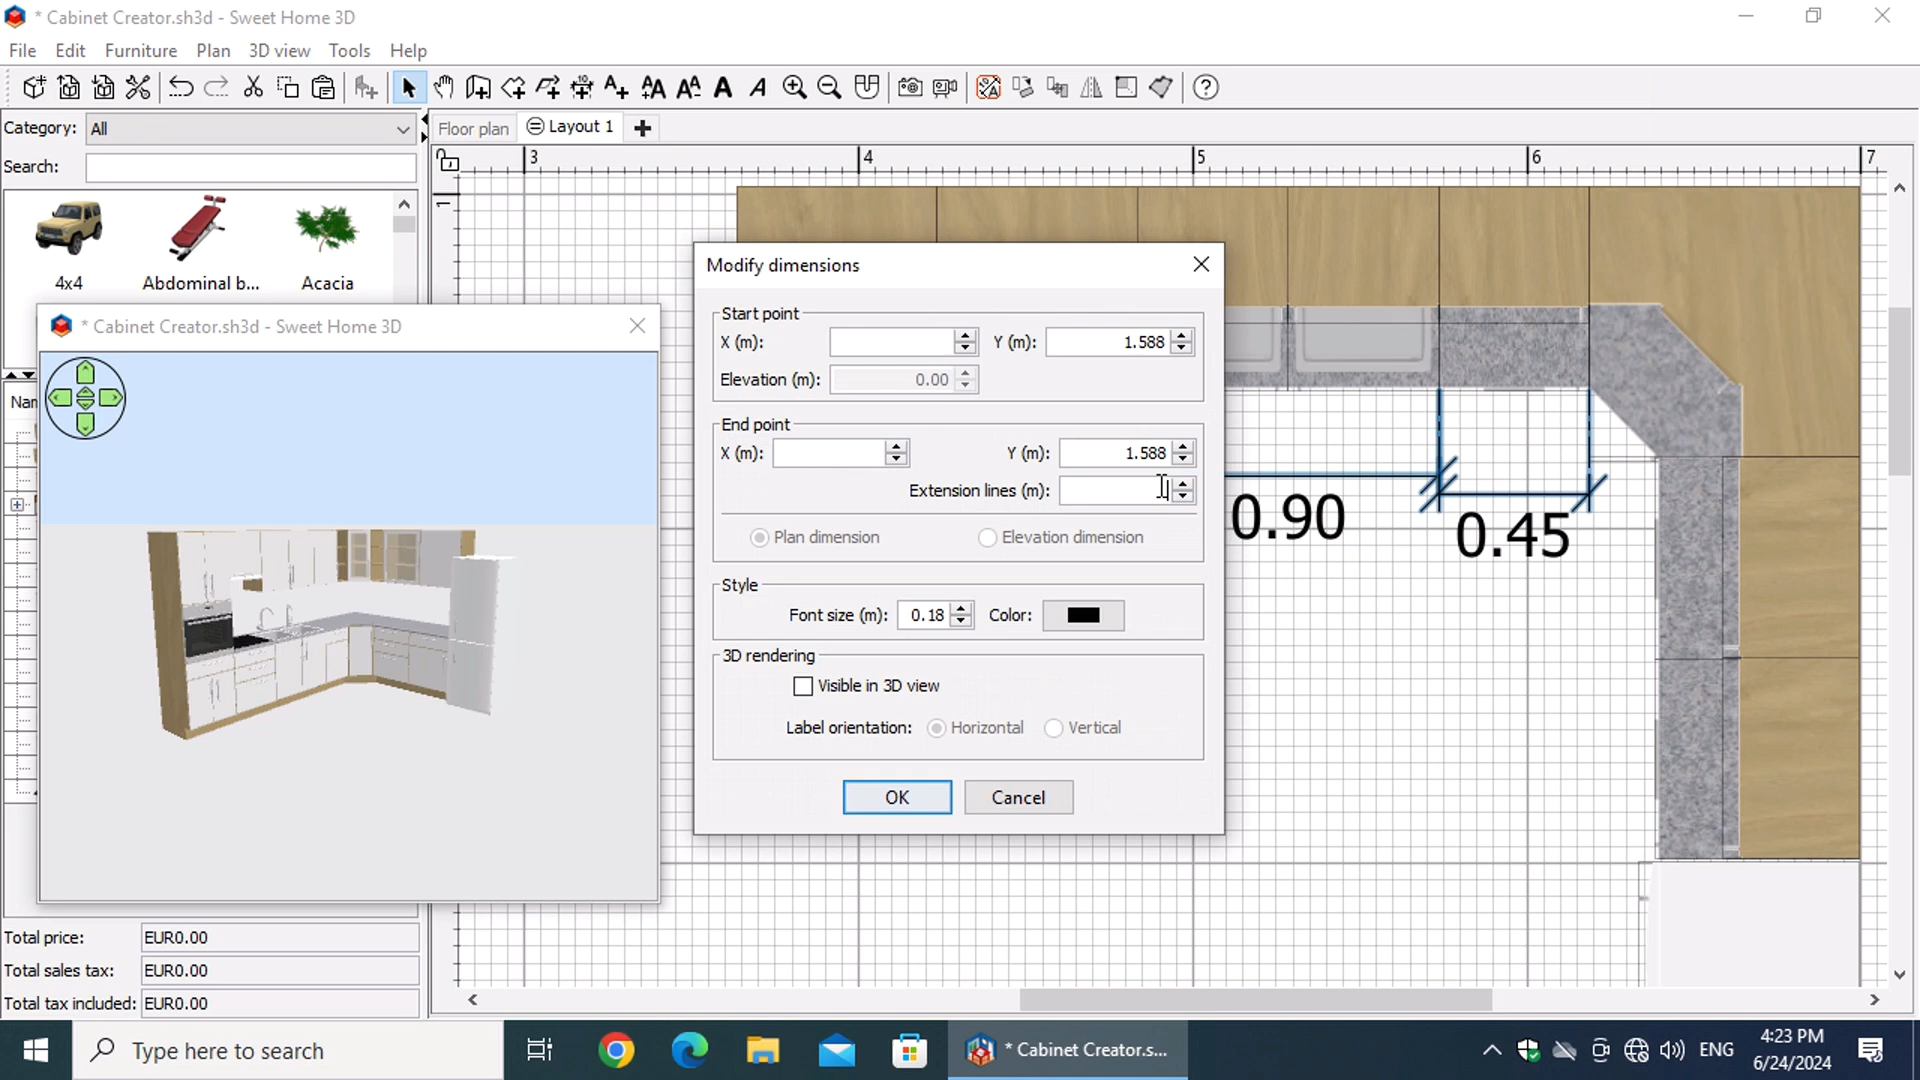 * Cabinet Creator.sh3d - Sweet Home 3D
File Edit Furniture Plan 3D view Tools Help
Category: All
Search:
4x4 Abdominal b... Acacia
Floor plan Layout 1
3 4 5 6 7
1
* Cabinet Creator.sh3d - Sweet Home 3D
Modify dimensions
Start point
X (m): Y (m): 1.588
Elevation (m): 0.00
End point
X (m): Y (m): 1.588
Extension lines (m):
Plan dimension Elevation dimension
Style
Font size (m): 0.18 Color:
3D rendering
Visible in 3D view
Label orientation: Horizontal Vertical
OK Cancel
0.90 0.45
Total price: EUR0.00
Total sales tax: EUR0.00
Total tax included: EUR0.00
Type here to search
* Cabinet Creator.s...
ENG
4:23 PM
6/24/2024